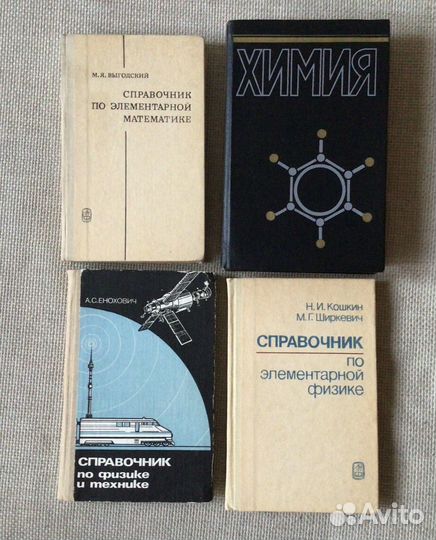 М.Я. ВЫГОДСКИЙ
СПРАВОЧНИК
ПО ЭЛЕМЕНТАРНОЙ
МАТЕМАТИКЕ
ХИМИЯ
А.С.ЕНОХОВИЧ
СПРАВОЧНИК
по физике
и технике
Н. И. Кошкин
М. Г. Ширкевич
СПРАВОЧНИК
по
элементарной
физике
Avito